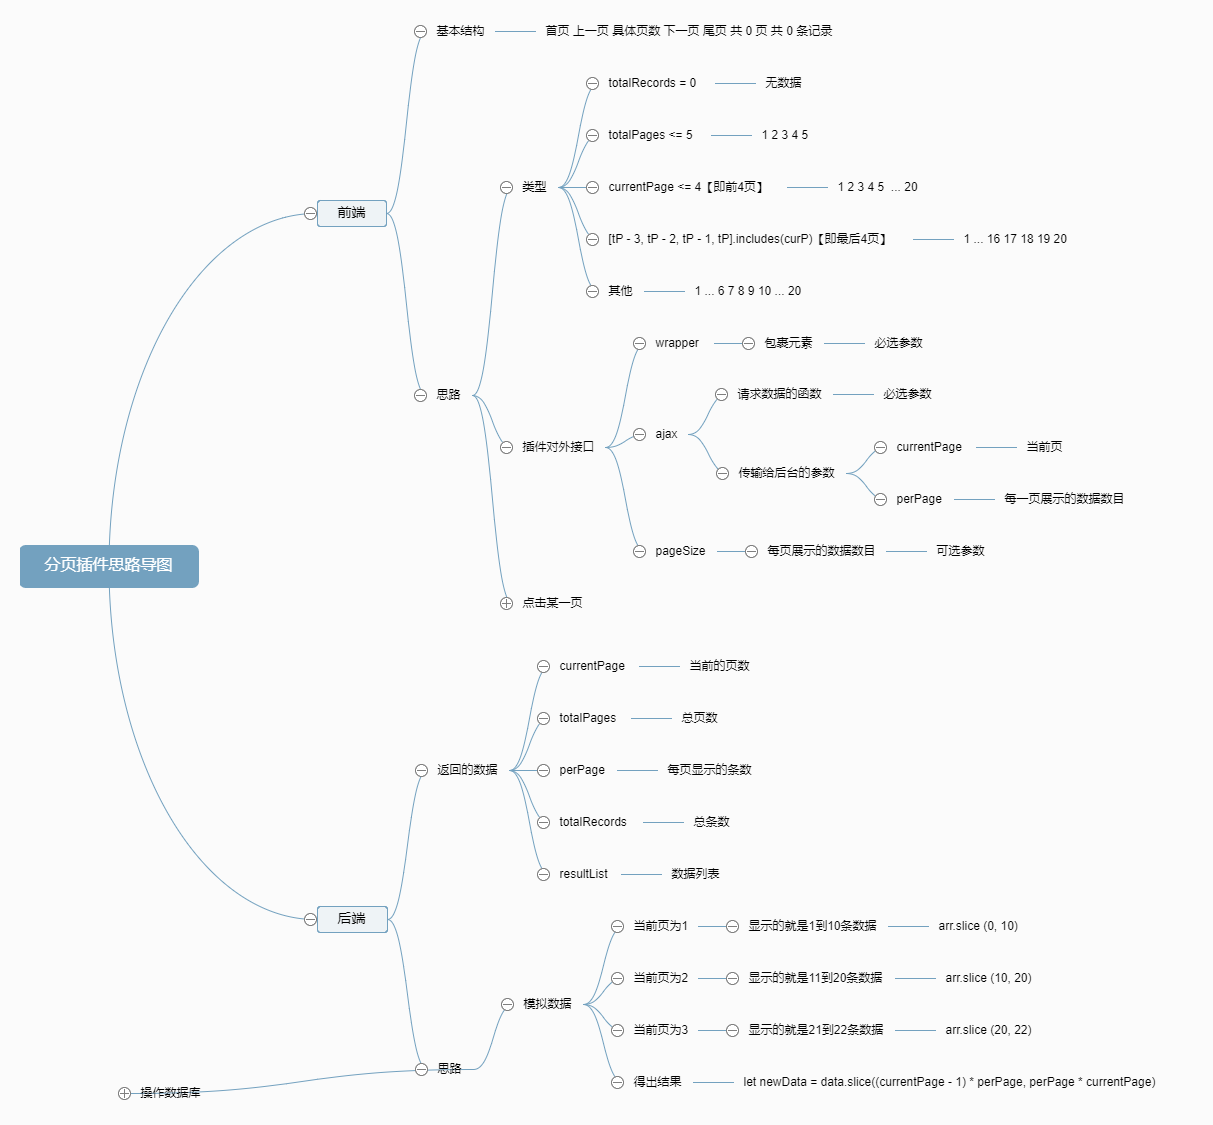 分页插件思路导图
前端
基本结构
首页 上一页 具体页数 下一页 尾页 共 0 页 共 0 条记录
思路
类型
totalRecords = 0
无数据
totalPages <= 5
1 2 3 4 5
currentPage <= 4【即前4页】
1 2 3 4 5 ... 20
[tP - 3, tP - 2, tP - 1, tP].includes(curP)【即最后4页】
1 ... 16 17 18 19 20
其他
1 ... 6 7 8 9 10 ... 20
插件对外接口
wrapper
包裹元素
必选参数
ajax
请求数据的函数
必选参数
传输给后台的参数
currentPage
当前页
perPage
每一页展示的数据数目
pageSize
每页展示的数据数目
可选参数
点击某一页
后端
返回的数据
currentPage
当前的页数
totalPages
总页数
perPage
每页显示的条数
totalRecords
总条数
resultList
数据列表
思路
模拟数据
当前页为1
显示的就是1到10条数据
arr.slice (0, 10)
当前页为2
显示的就是11到20条数据
arr.slice (10, 20)
当前页为3
显示的就是21到22条数据
arr.slice (20, 22)
得出结果
let newData = data.slice((currentPage - 1) * perPage, perPage * currentPage)
操作数据库